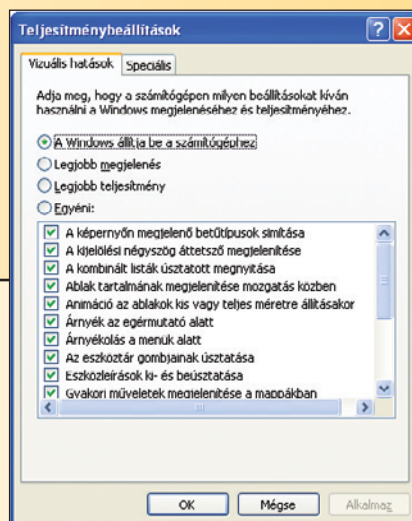 Teljesítménybeállítások
Vizuális hatások
Speciális
Adja meg, hogy a számítógépen milyen beállításokat kíván
használni a Windows megjelenéséhez és teljesítményéhez.
A Windows állítja be a számítógéphez
Legjobb megjelenés
Legjobb teljesítmény
Egyéni:
A képernyőn megjelenő betűtípusok simítása
A kijelölési négyszög áttetsző megjelenítése
A kombinált listák úsztatott megnyitása
Ablak tartalmának megjelenítése mozgatás közben
Animáció az ablakok kis vagy teljes méretre állításakor
Árnyék az egérmutató alatt
Árnyékolás a menük alatt
Az eszköztár gombjainak úsztatása
Eszközleírások ki- és beúsztatása
Gyakori műveletek megjelenítése a mappákban
OK
Mégse
Alkalmaz